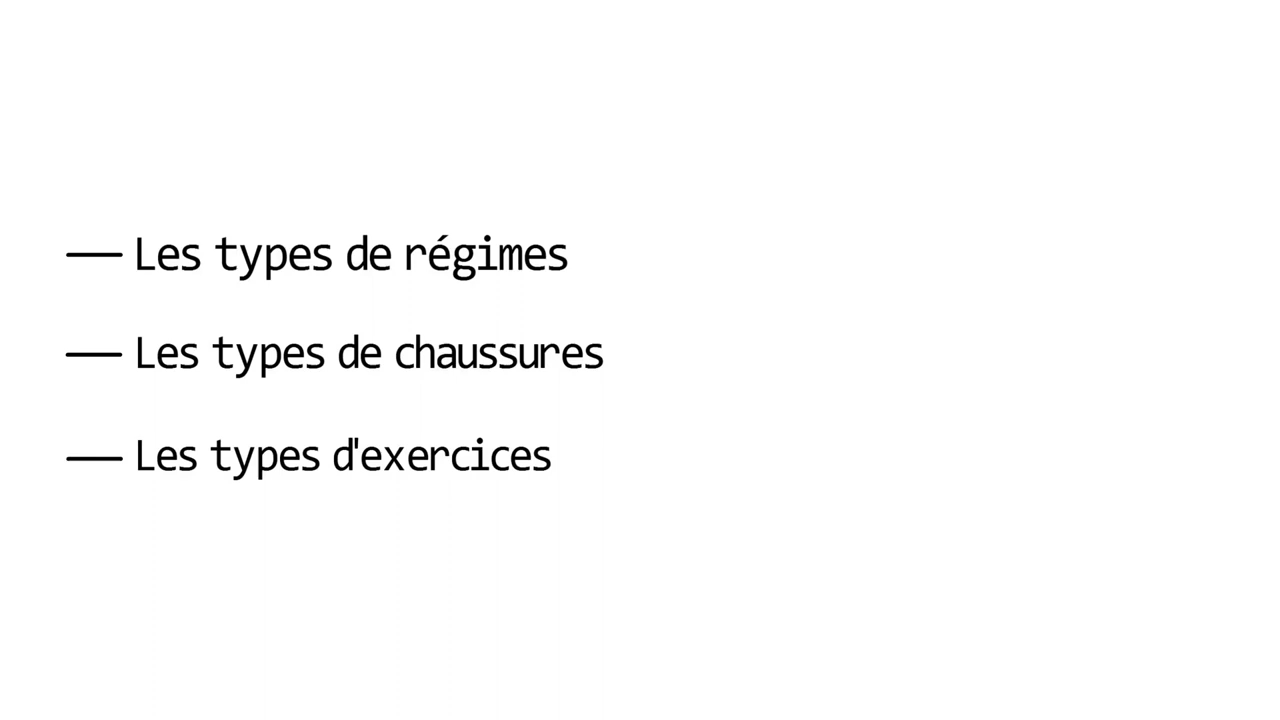 — Les types de régimes
— Les types de chaussures
— Les types d'exercices